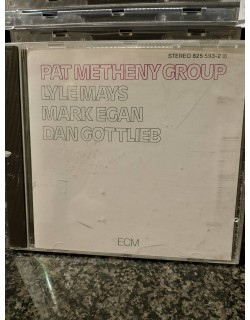 STEREO 825 593-2
PAT METHENY GROUP
LYLE MAYS
MARK EGAN
DAN GOTTLIEB
ECM